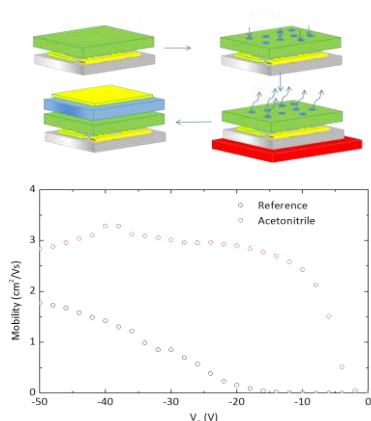 4
3
2
1
0
Mobility (cm²/Vs)
Reference
Acetonitrile
-50
-40
-30
-20
-10
0
(V)